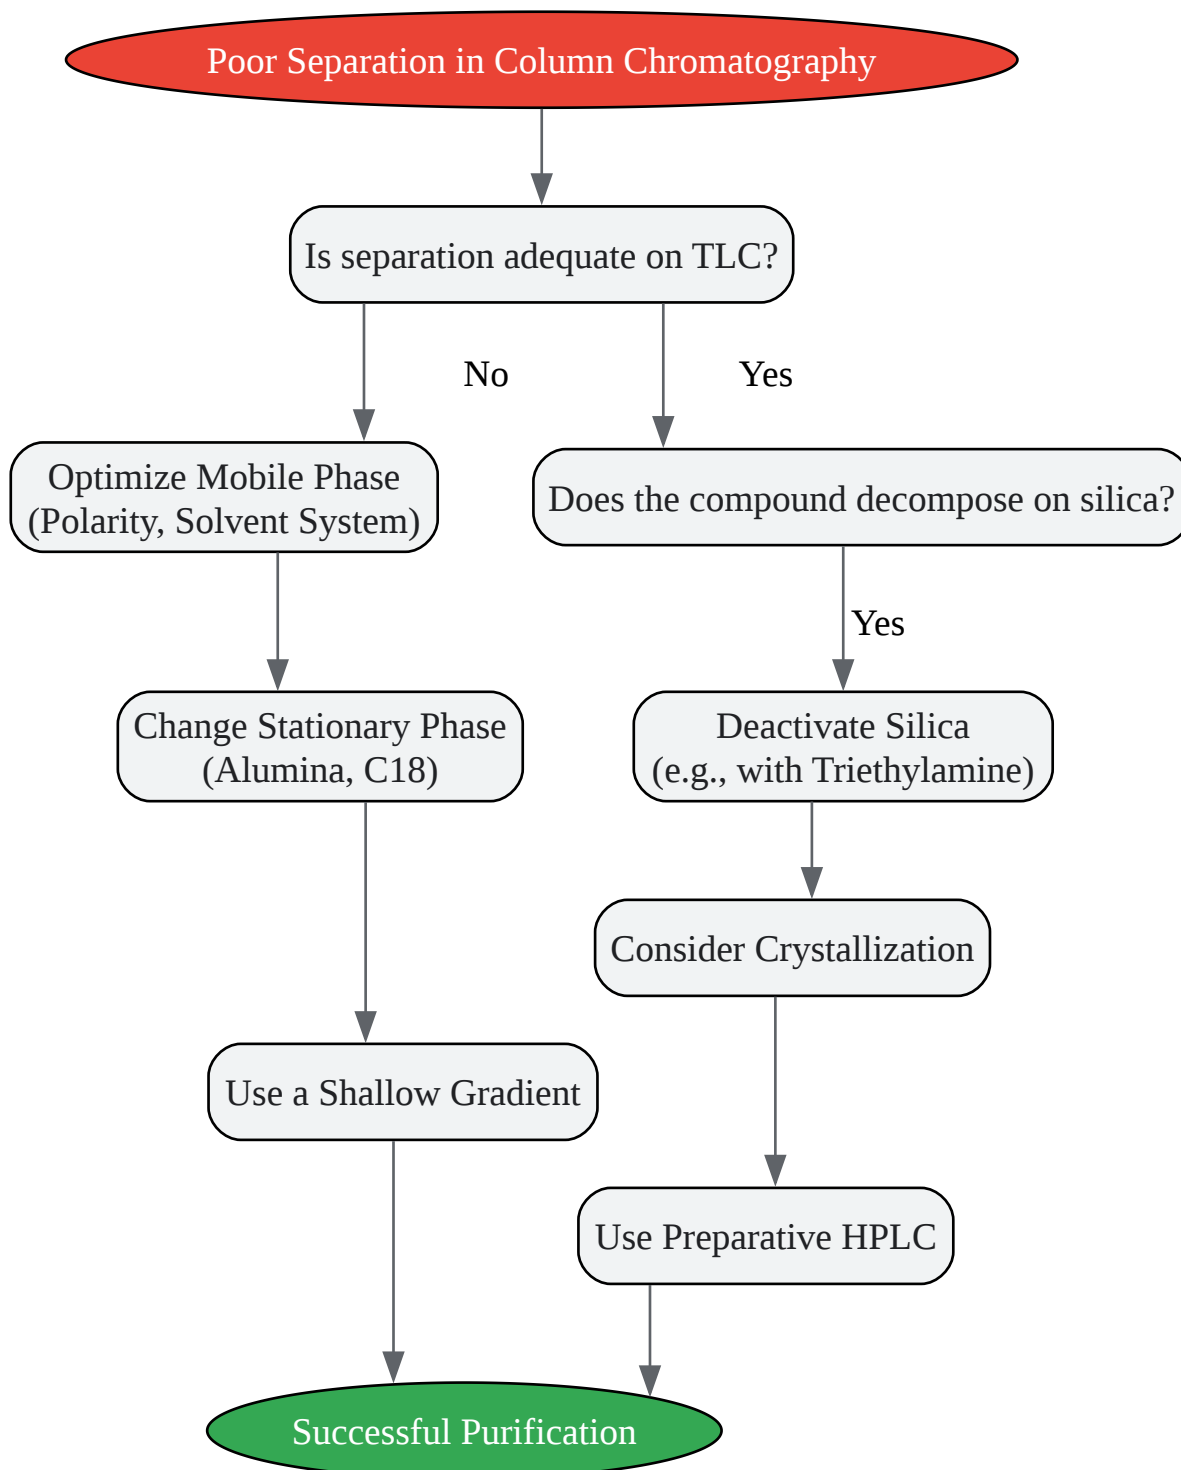 Poor Separation in Column Chromatography
Is separation adequate on TLC?
No
Yes
Optimize Mobile Phase
(Polarity, Solvent System)
Does the compound decompose on silica?
Yes
Change Stationary Phase
(Alumina, C18)
Deactivate Silica
(e.g., with Triethylamine)
Consider Crystallization
Use a Shallow Gradient
Use Preparative HPLC
Successful Purification